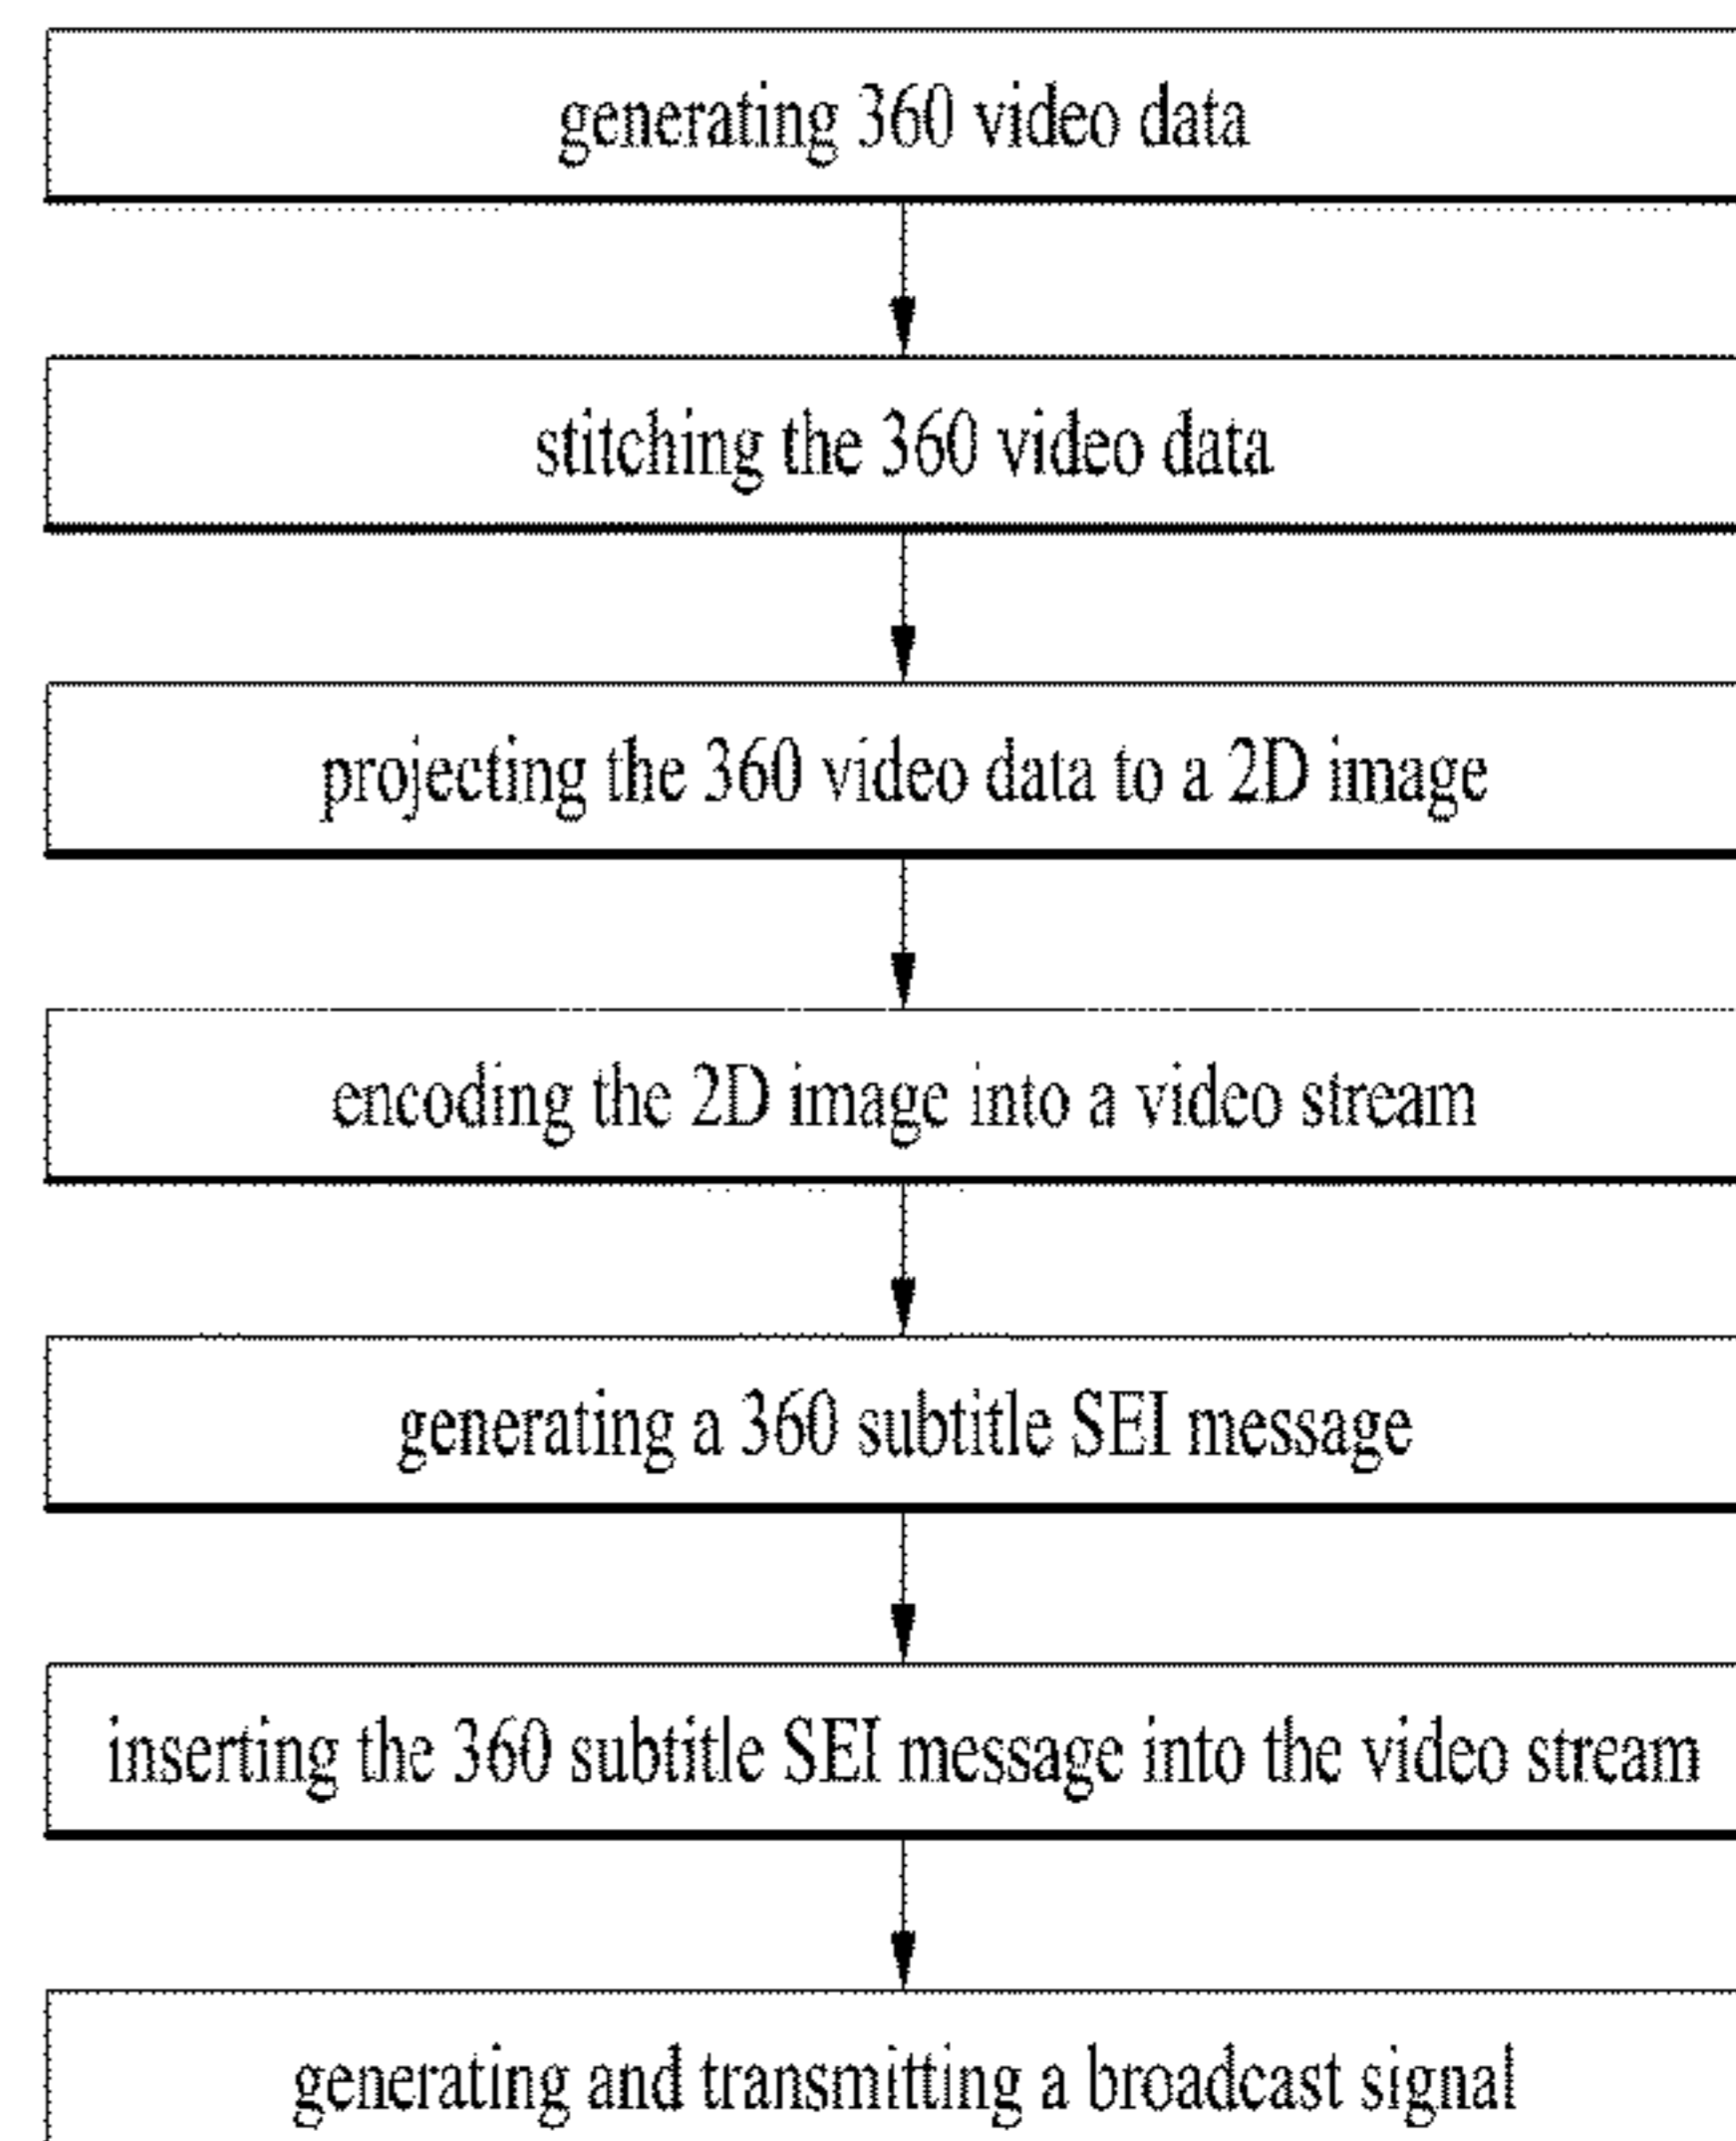 generating 360 video data
stitching the 360 video data
projecting the 360 video data to a 2D image
encoding the 2D image into a video stream
generating a 360 subtitle SEI message
inserting the 360 subtitle SEI message into the video stream
generating and transmitting a broadcast signal